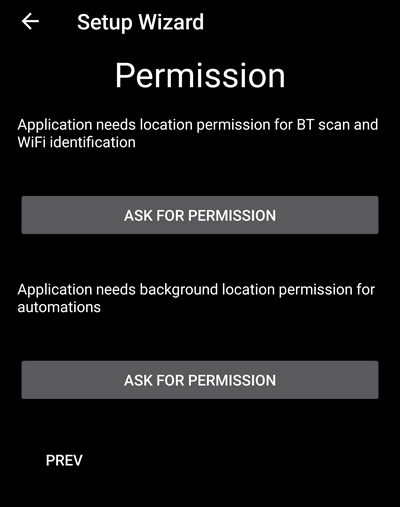 Setup Wizard
Permission
Application needs location permission for BT scan and
WiFi identification
ASK FOR PERMISSION
Application needs background location permission for
automations
ASK FOR PERMISSION
PREV